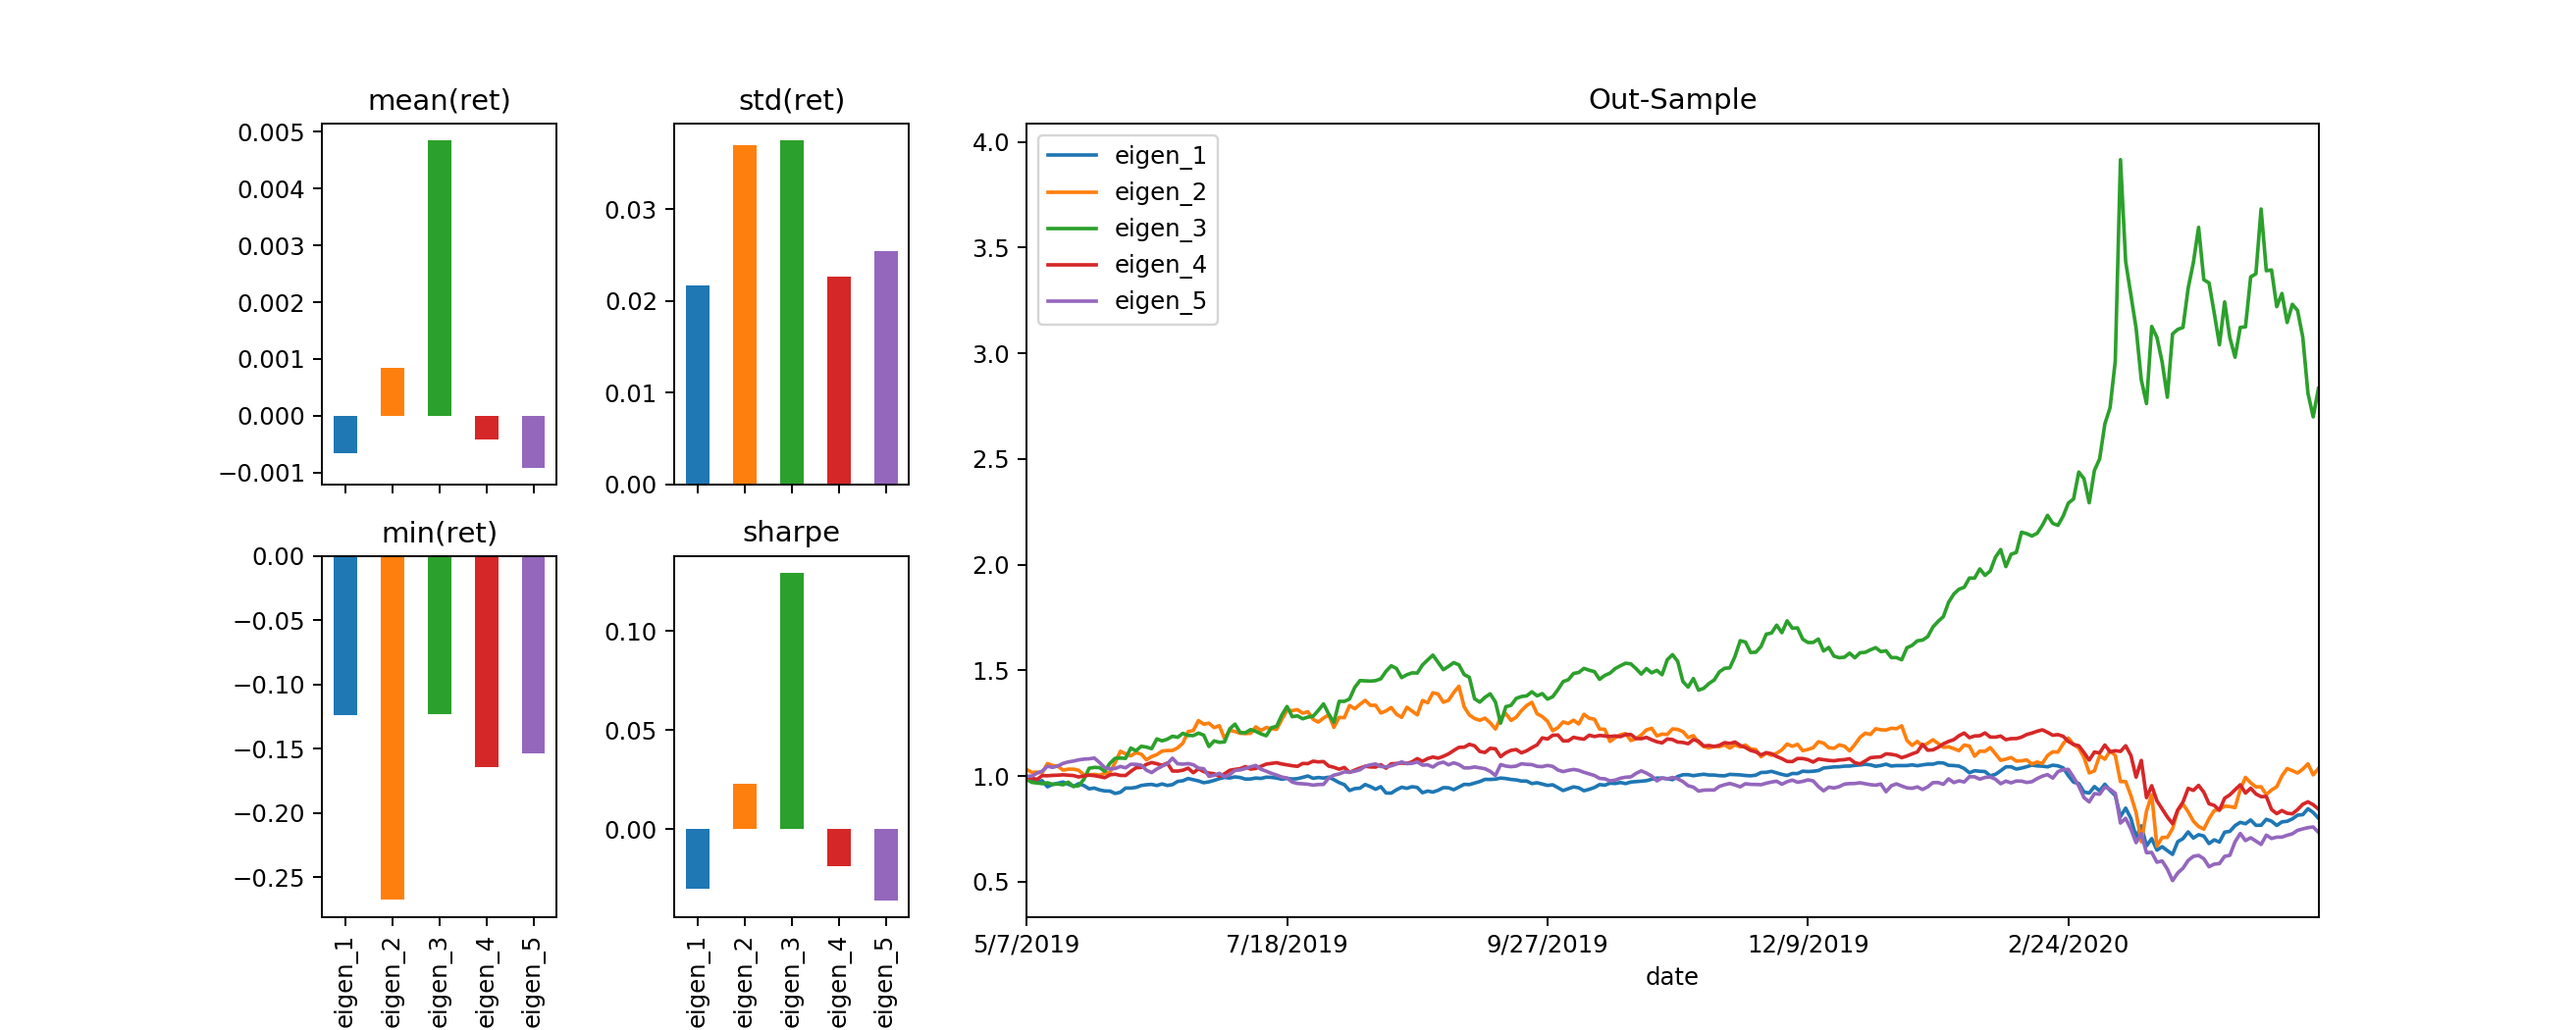 mean(ret)
0.005
0.004
0.003
0.002
0.001
0.000
−0.001
std(ret)
0.03
0.02
0.01
0.00
min(ret)
0.00
−0.05
−0.10
−0.15
−0.20
−0.25
eigen_1
eigen_2
eigen_3
eigen_4
eigen_5
sharpe
0.10
0.05
0.00
eigen_1
eigen_2
eigen_3
eigen_4
eigen_5
Out-Sample
4.0
3.5
3.0
2.5
2.0
1.5
1.0
0.5
eigen_1
eigen_2
eigen_3
eigen_4
eigen_5
5/7/2019 7/18/2019 9/27/2019 12/9/2019 2/24/2020
date